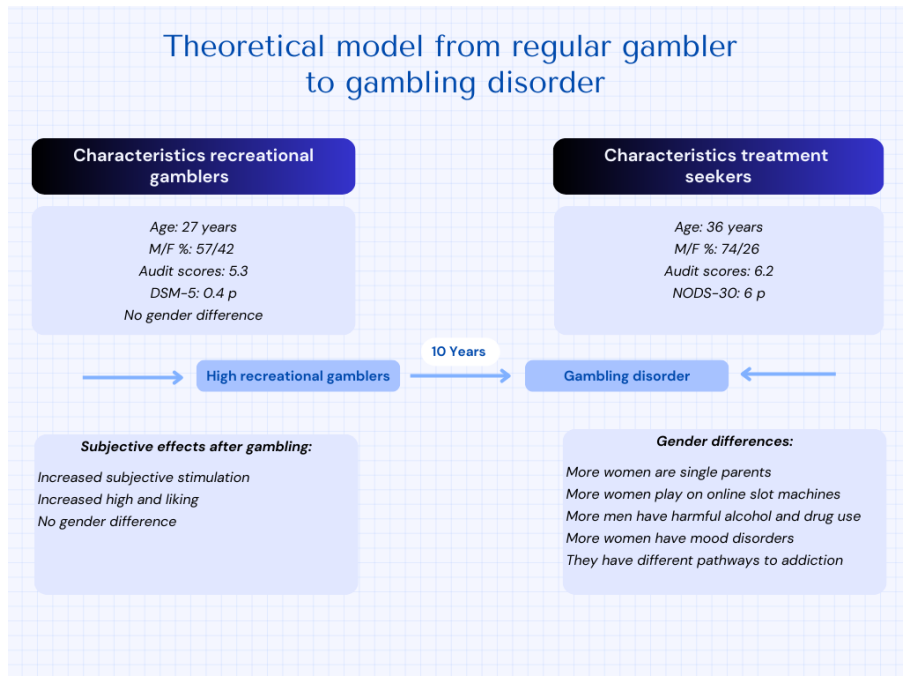 Theoretical model from regular gambler
to gambling disorder
Characteristics recreational
gamblers
Age: 27 years
M/F %: 57/42
Audit scores: 5.3
DSM-5: 0.4 p
No gender difference
Characteristics treatment
seekers
Age: 36 years
M/F %: 74/26
Audit scores: 6.2
NODS-30: 6 p
High recreational gamblers
10 Years
Gambling disorder
Subjective effects after gambling:
Increased subjective stimulation
Increased high and liking
No gender difference
Gender differences:
More women are single parents
More women play on online slot machines
More men have harmful alcohol and drug use
More women have mood disorders
They have different pathways to addiction